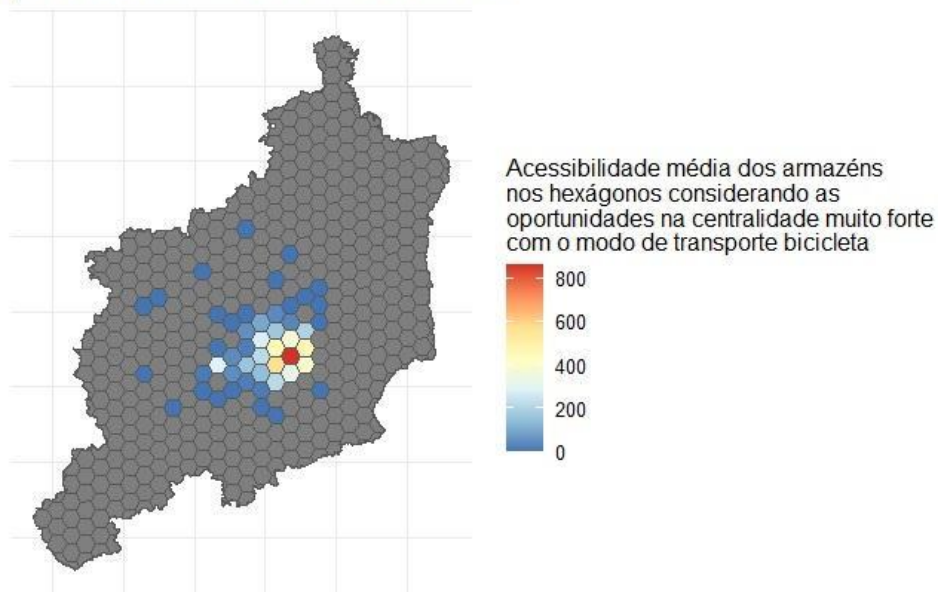 Acessibilidade média dos armazéns
nos hexágonos considerando as
oportunidades na centralidade muito forte
com o modo de transporte bicicleta
800
600
400
200
0